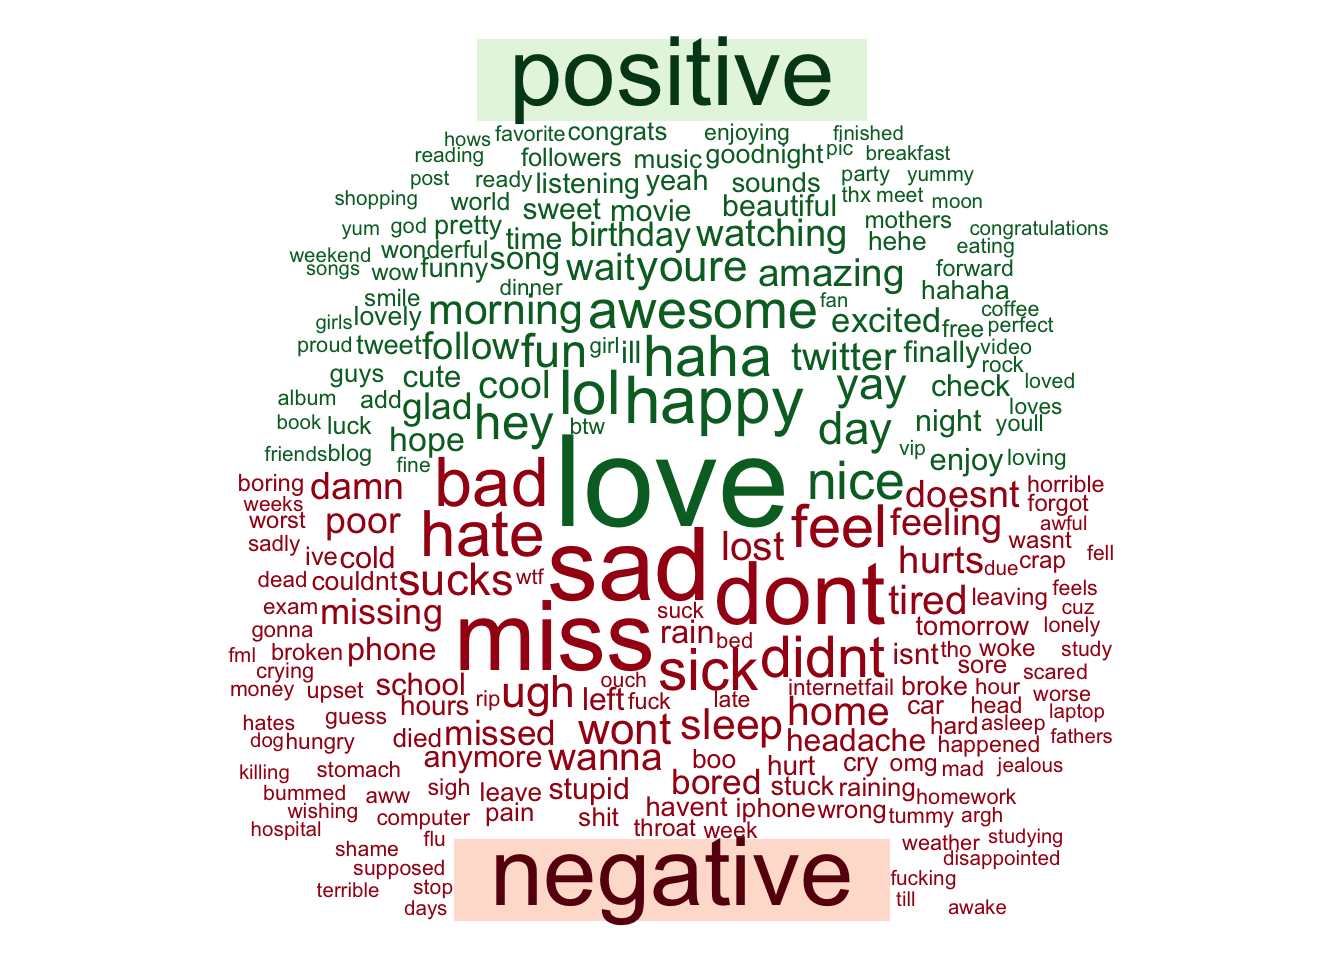 positive
hows favorite congrats enjoying finished
reading followers music goodnight pic breakfast
post ready listening yeah sounds party yummy
shopping world sweet movie beautiful thx meet moon
yum god pretty time birthday watching mothers hehe congratulations
weekend wonderful song wait youre amazing eating
songs wow funny dinner forward
smile morning awesome fan hahaha
girls lovely excited free coffee perfect
proud tweet follow fun girl ill haha twitter finally video
guys cute cool lol happy yay check rock loved
album add glad hey day night loves
book luck hope btw vip youll
friends blog fine love nice enjoy loving
boring damn bad doesnt horrible
weeks poor hate feel feeling forgot
worst lost awful
sadly ive cold sad hurts wasnt fell
dead couldnt sucks wtf dont due crap
exam missing miss suck tired leaving feels
gonna rain bed tomorrow cuz lonely
fml broken phone sick didnt isnt tho woke study
crying school ouch sore scared
money upset hours rip ugh left fuck late internet fail broke hour worse
hates guess home car head laptop
dog hungry died missed wont sleep headache hard asleep happened fathers
killing stomach anymore wanna boo hurt cry omg mad jealous
bummed aww sigh leave stupid bored stuck raining homework
wishing computer pain shit havent iphone wrong tummy argh
hospital flu throat week weather studying
shame disappointed
supposed negative
terrible stop fucking
days till awake